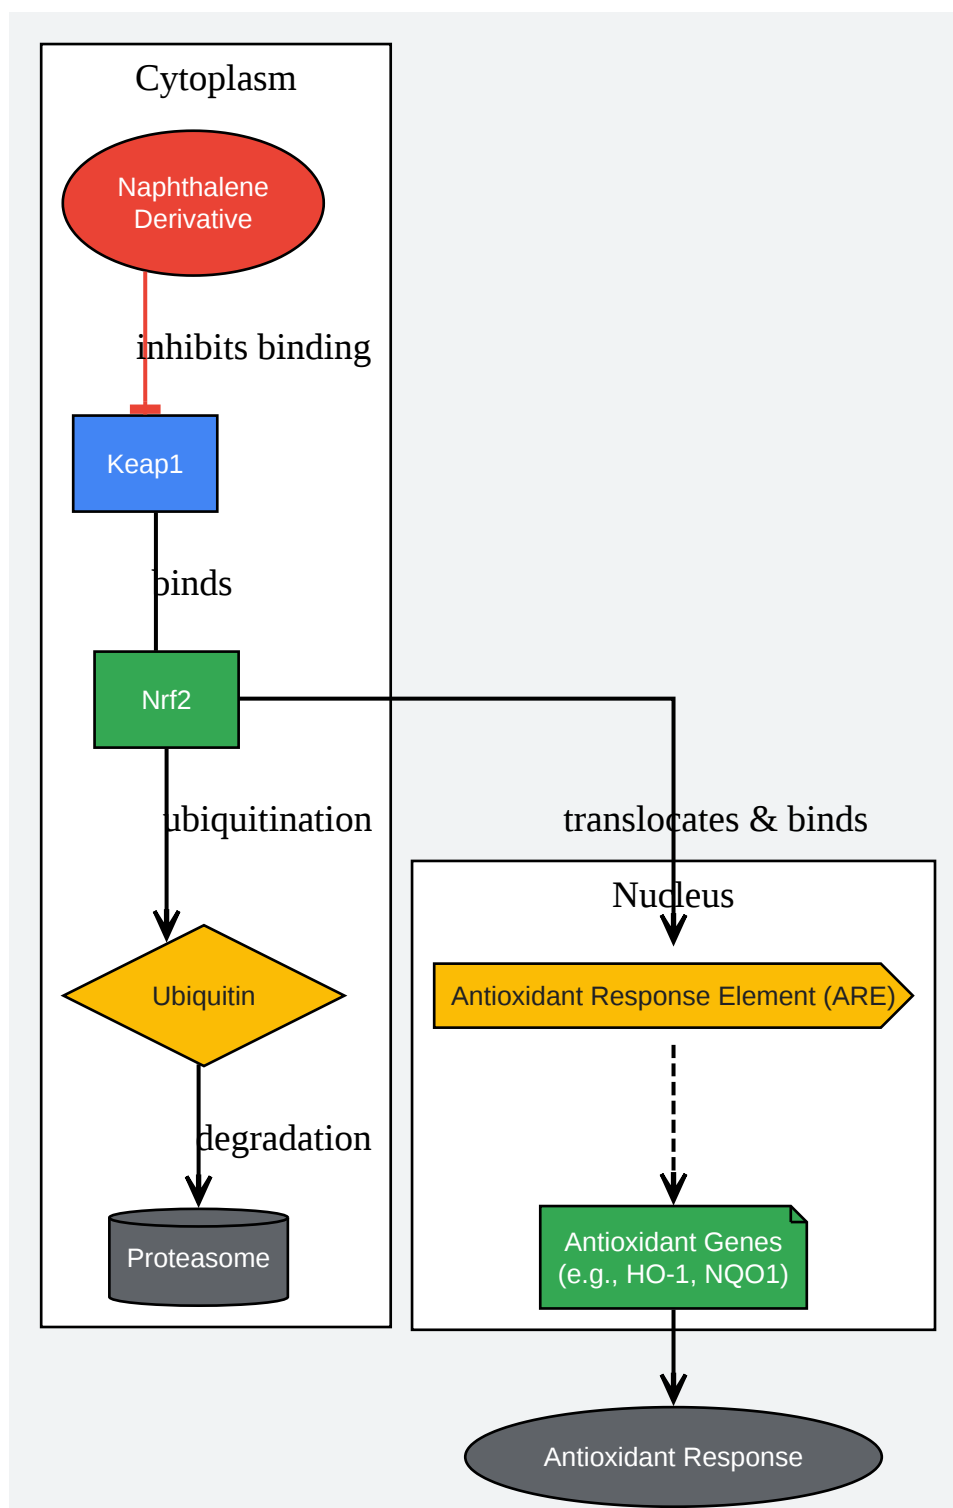 Cytoplasm
Naphthalene
Derivative
inhibits binding
Keap1
binds
Nrf2
ubiquitination
translocates & binds
Nucleus
Ubiquitin
Antioxidant Response Element (ARE)
degradation
Proteasome
Antioxidant Genes
(e.g., HO-1, NQO1)
Antioxidant Response